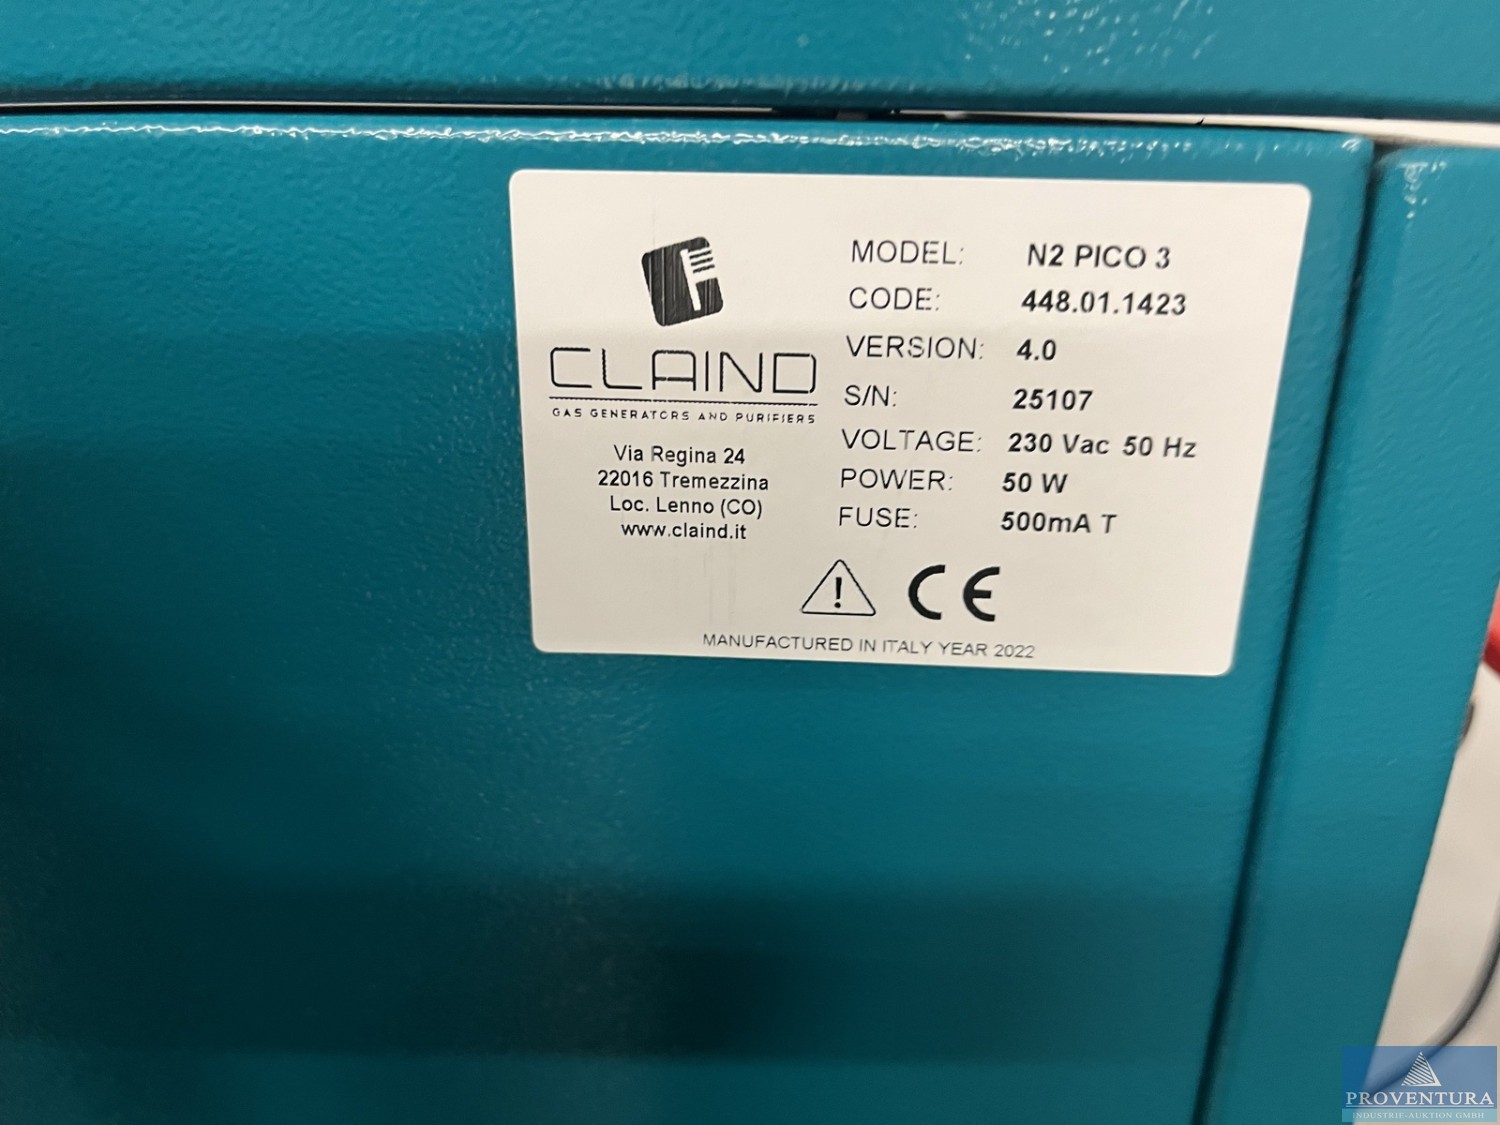 CLAIND
GAS GENERATORS AND PURIFIERS
Via Regina 24
22016 Tremezzina
Loc. Lenno (CO)
www.claind.it
MODEL: N2 PICO 3
CODE: 448.01.1423
VERSION: 4.0
S/N: 25107
VOLTAGE: 230 Vac 50 Hz
POWER: 50 W
FUSE: 500mA T
CE
MANUFACTURED IN ITALY YEAR 2022
PROVENTURA
INDUSTRIE-AUKTION GMBH